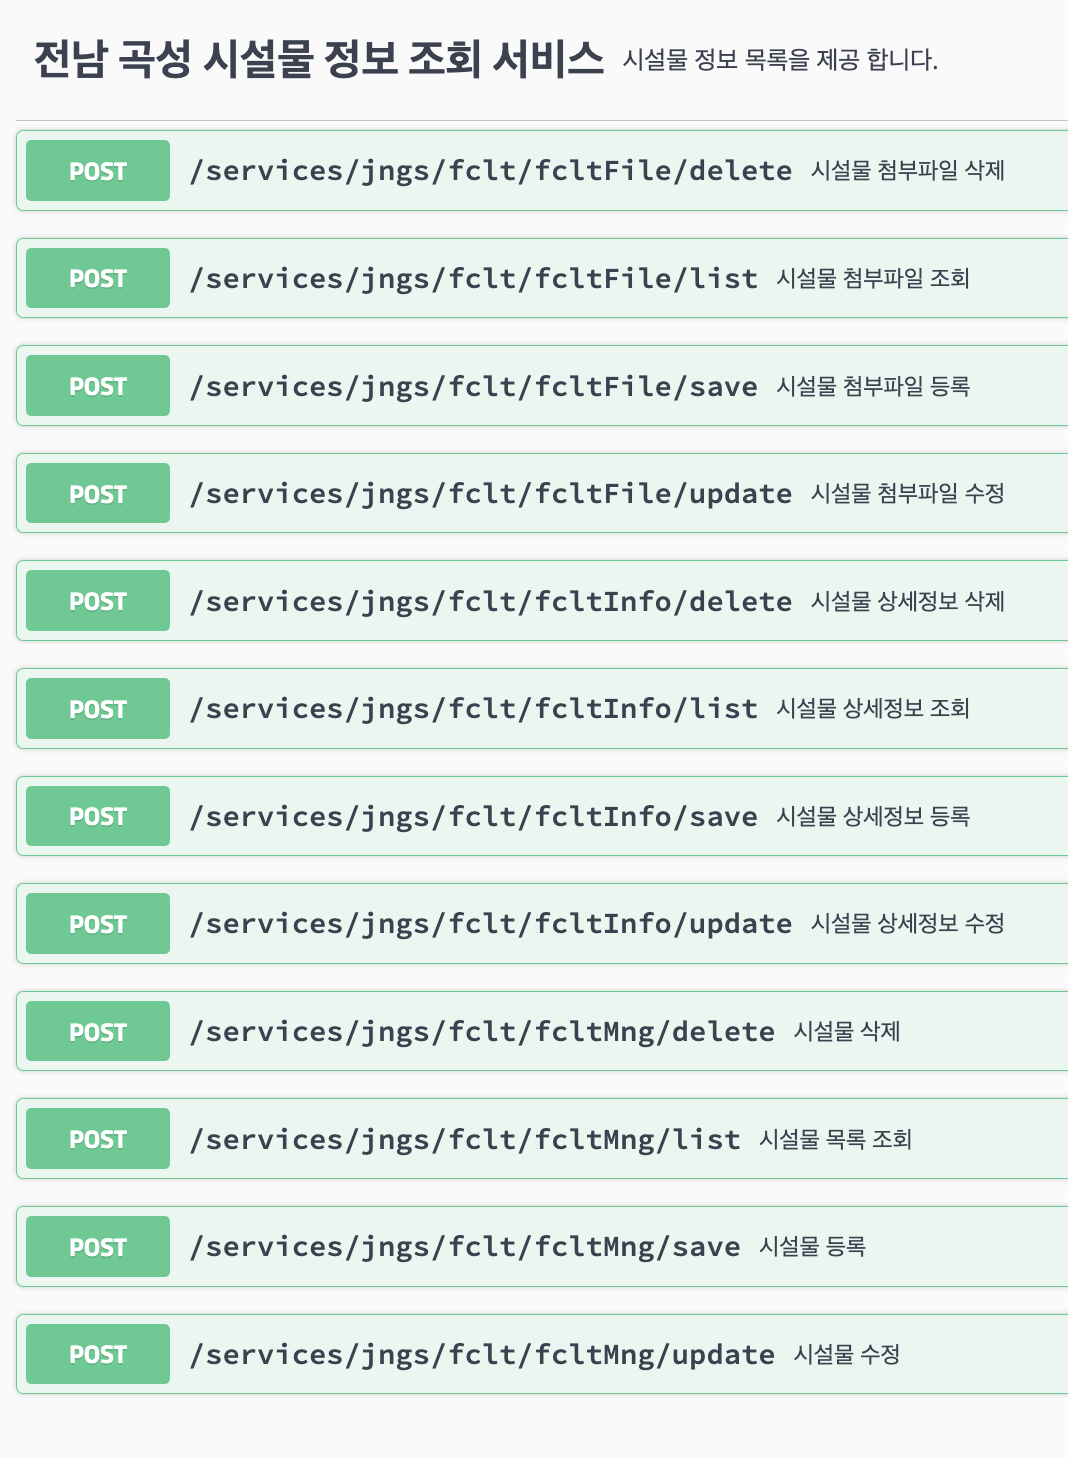 전남 곡성 시설물 정보 조회 서비스 시설물 정보 목록을 제공 합니다.
POST /services/jngs/fclt/fcltFile/delete 시설물 첨부파일 삭제
POST /services/jngs/fclt/fcltFile/list 시설물 첨부파일 조회
POST /services/jngs/fclt/fcltFile/save 시설물 첨부파일 등록
POST /services/jngs/fclt/fcltFile/update 시설물 첨부파일 수정
POST /services/jngs/fclt/fcltInfo/delete 시설물 상세정보 삭제
POST /services/jngs/fclt/fcltInfo/list 시설물 상세정보 조회
POST /services/jngs/fclt/fcltInfo/save 시설물 상세정보 등록
POST /services/jngs/fclt/fcltInfo/update 시설물 상세정보 수정
POST /services/jngs/fclt/fcltMng/delete 시설물 삭제
POST /services/jngs/fclt/fcltMng/list 시설물 목록 조회
POST /services/jngs/fclt/fcltMng/save 시설물 등록
POST /services/jngs/fclt/fcltMng/update 시설물 수정